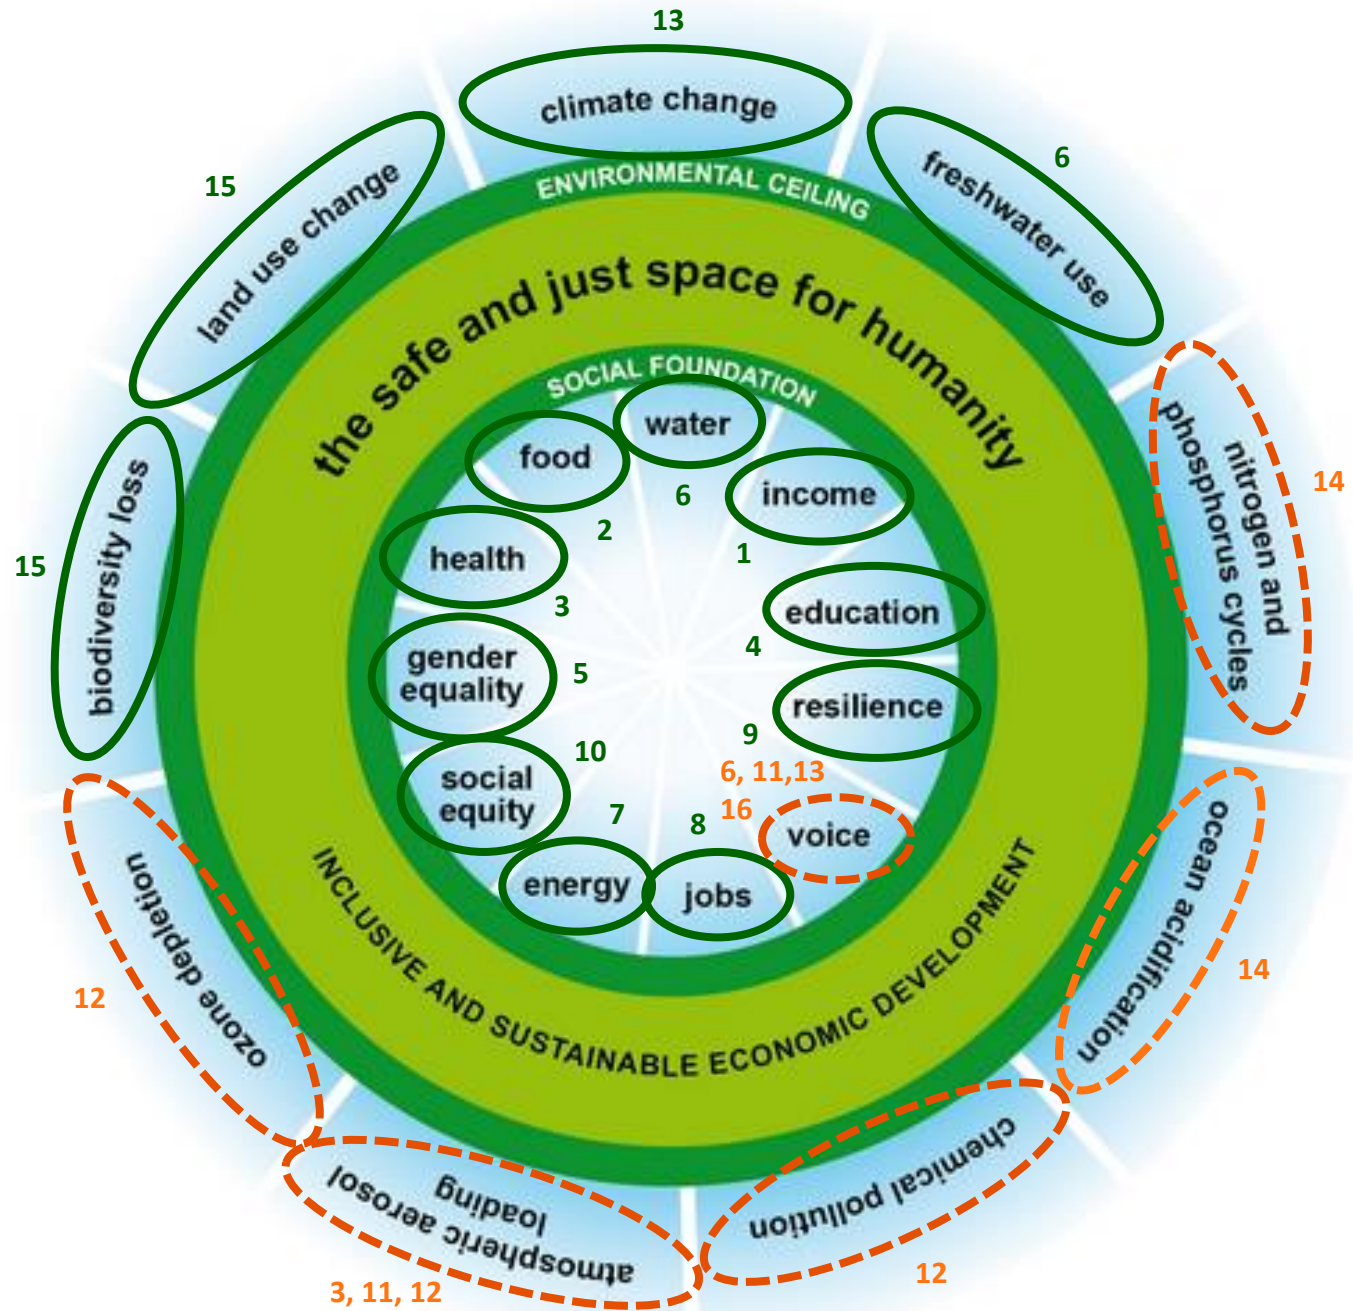 13
climate change
6
freshwater use
15
land use change
ENVIRONMENTAL CEILING
the safe and just space for humanity
SOCIAL FOUNDATION
14
nitrogen and
phosphorus cycles
15
biodiversity loss
water
6
food
2
income
1
health
3
education
4
gender
equality
5
resilience
9
social
equity
10
6, 11,13
16
voice
energy
7
jobs
8
INCLUSIVE AND SUSTAINABLE ECONOMIC DEVELOPMENT
ocean acidification
14
ozone depletion
12
chemical pollution
12
atmospheric aerosol
loading
3, 11, 12